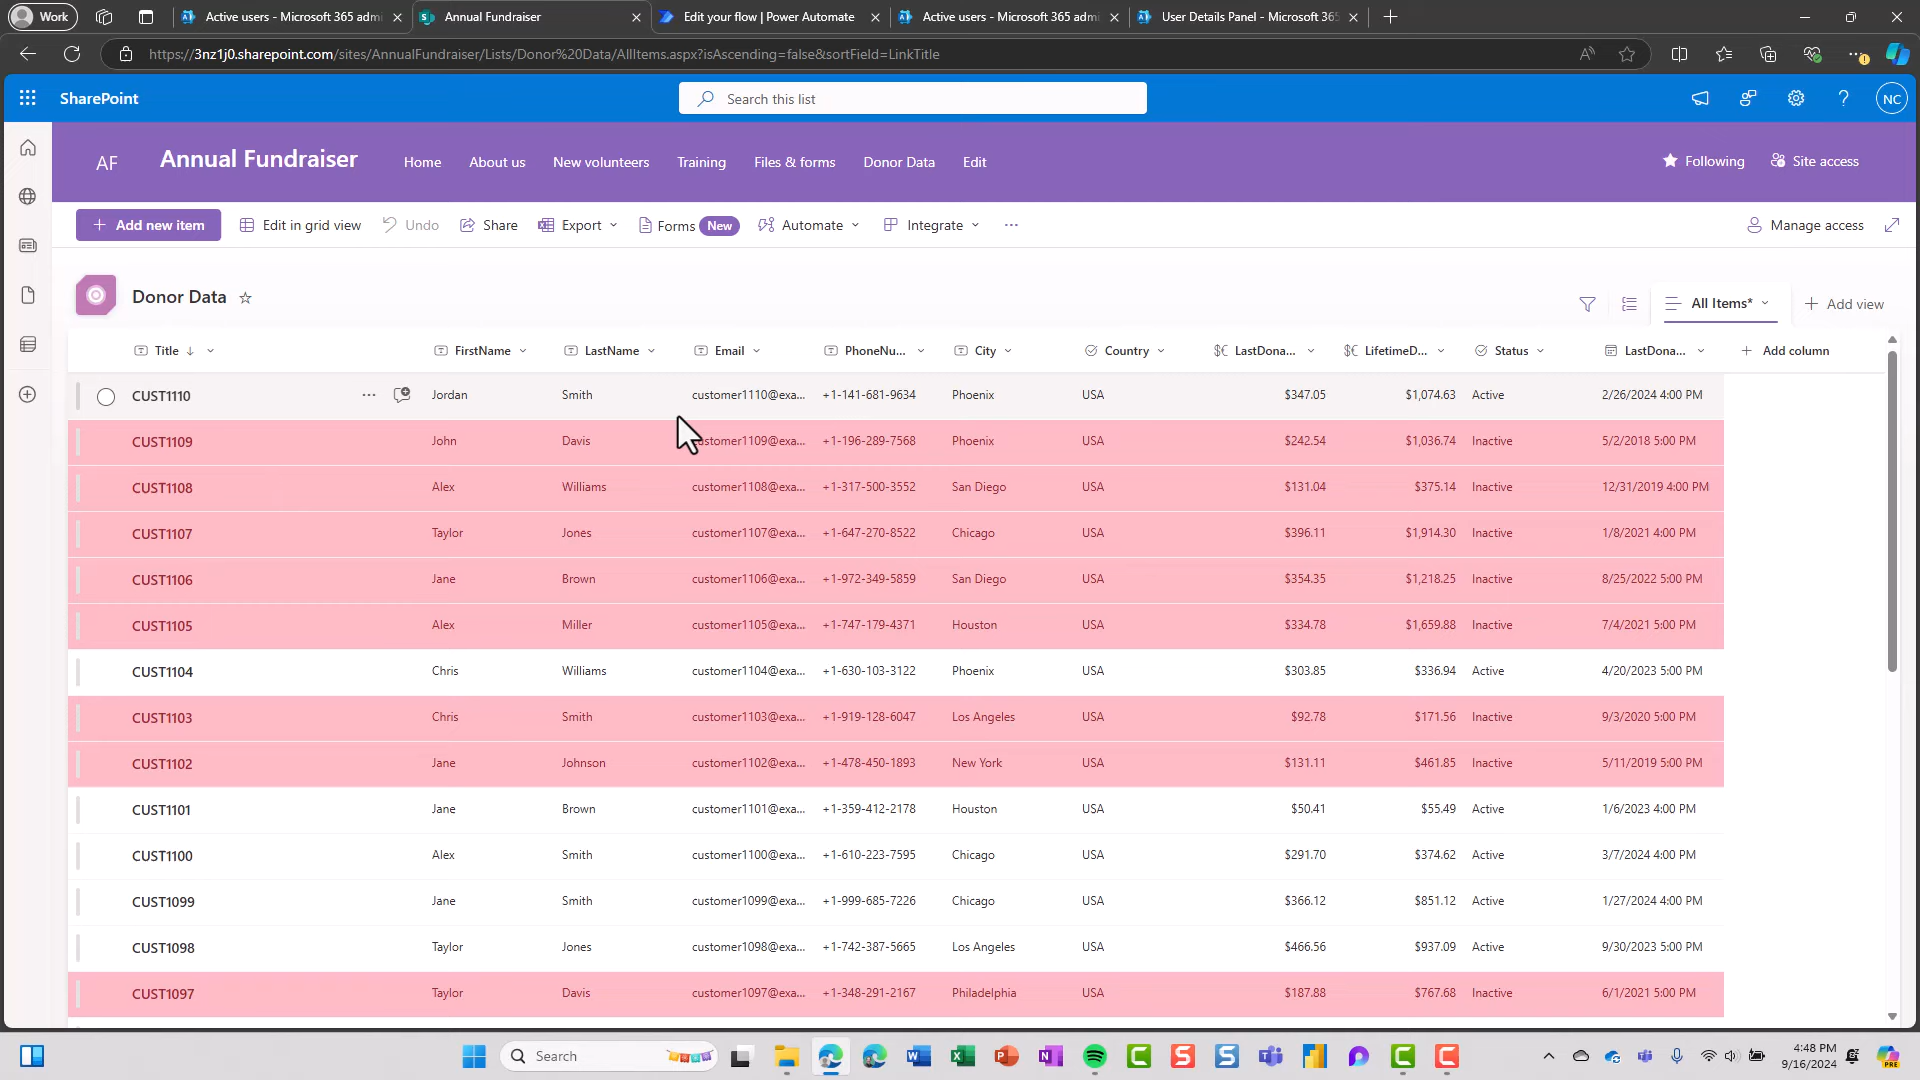 Work
Active users - Microsoft 365 admi
Annual Fundraiser
Edit your flow | Power Automate
Active users - Microsoft 365 admi
User Details Panel - Microsoft 365
https://3nz1j0.sharepoint.com/sites/AnnualFundraiser/Lists/Donor%20Data/AllItems.aspx?isAscending=false&sortField=LinkTitle
SharePoint
Search this list
NC
AF
Annual Fundraiser
Home
About us
New volunteers
Training
Files & forms
Donor Data
Edit
Following
Site access
Add new item
Edit in grid view
Undo
Share
Export
Forms New
Automate
Integrate
Manage access
Donor Data
All Items*
Add view
Title FirstName LastName Email PhoneNu... City Country LastDona... LifetimeD... Status LastDona... Add column
CUST1110 Jordan Smith customer1110@exa... +1-141-681-9634 Phoenix USA $347.05 $1,074.63 Active 2/26/2024 4:00 PM
CUST1109 John Davis customer1109@exa... +1-196-289-7568 Phoenix USA $242.54 $1,036.74 Inactive 5/2/2018 5:00 PM
CUST1108 Alex Williams customer1108@exa... +1-317-500-3552 San Diego USA $131.04 $375.14 Inactive 12/31/2019 4:00 PM
CUST1107 Taylor Jones customer1107@exa... +1-647-270-8522 Chicago USA $396.11 $1,914.30 Inactive 1/8/2021 4:00 PM
CUST1106 Jane Brown customer1106@exa... +1-972-349-5859 San Diego USA $354.35 $1,218.25 Inactive 8/25/2022 5:00 PM
CUST1105 Alex Miller customer1105@exa... +1-747-179-4371 Houston USA $334.78 $1,659.88 Inactive 7/4/2021 5:00 PM
CUST1104 Chris Williams customer1104@exa... +1-630-103-3122 Phoenix USA $303.85 $336.94 Active 4/20/2023 5:00 PM
CUST1103 Chris Smith customer1103@exa... +1-919-128-6047 Los Angeles USA $92.78 $171.56 Inactive 9/3/2020 5:00 PM
CUST1102 Jane Johnson customer1102@exa... +1-478-450-1893 New York USA $131.11 $461.85 Inactive 5/11/2019 5:00 PM
CUST1101 Jane Brown customer1101@exa... +1-359-412-2178 Houston USA $50.41 $55.49 Active 1/6/2023 4:00 PM
CUST1100 Alex Smith customer1100@exa... +1-610-223-7595 Chicago USA $291.70 $374.62 Active 3/7/2024 4:00 PM
CUST1099 Jane Smith customer1099@exa... +1-999-685-7226 Chicago USA $366.12 $851.12 Active 1/27/2024 4:00 PM
CUST1098 Taylor Jones customer1098@exa... +1-742-387-5665 Los Angeles USA $466.56 $937.09 Active 9/30/2023 5:00 PM
CUST1097 Taylor Davis customer1097@exa... +1-348-291-2167 Philadelphia USA $187.88 $767.68 Inactive 6/1/2021 5:00 PM
Search
4:48 PM
9/16/2024